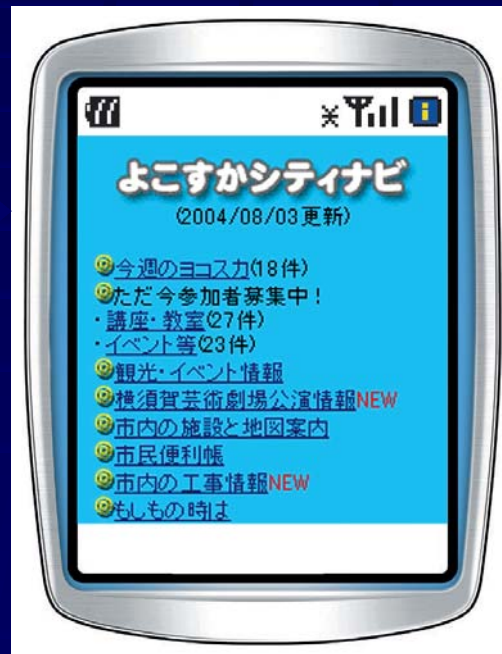 よこすかシティナビ
(2004/08/03更新)
今週のヨコスカ(18件)
ただ今参加者募集中！
・講座・教室(27件)
・イベント等(23件)
観光・イベント情報
横須賀芸術劇場公演情報NEW
市内の施設と地図案内
市民便利帳
市内の工事情報NEW
もしもの時は